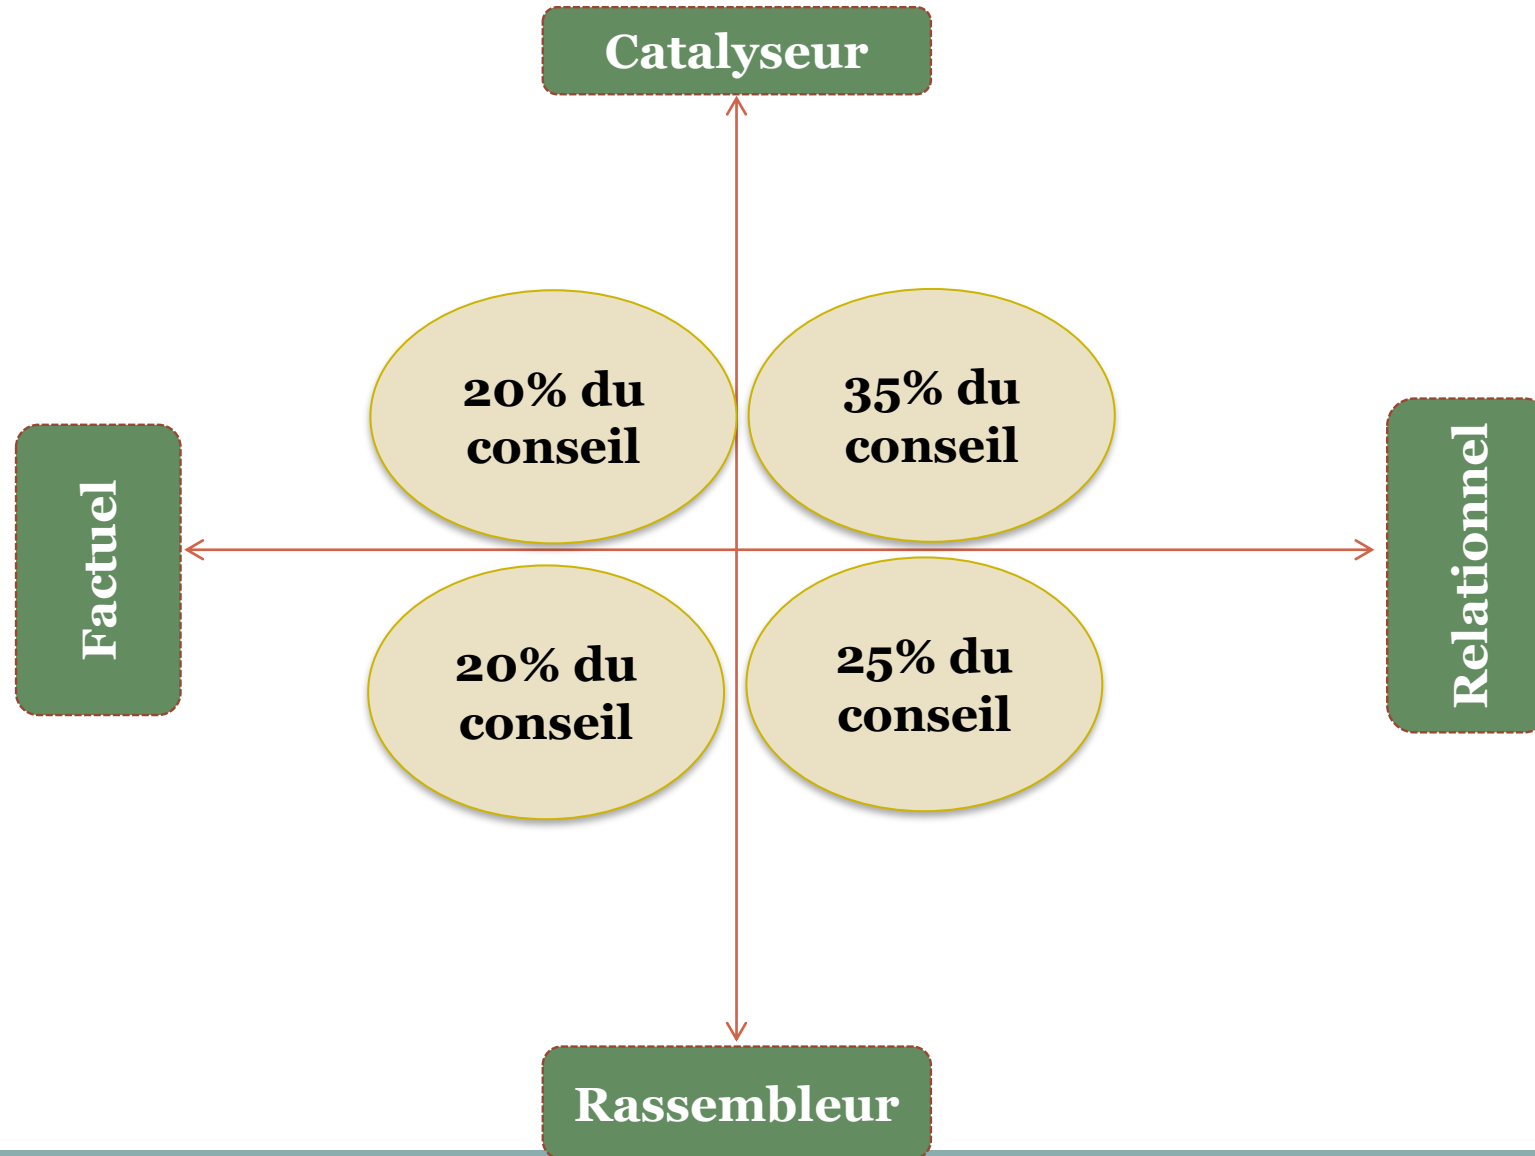 Catalyseur
20% du
conseil
35% du
conseil
Factuel
Relationnel
20% du
conseil
25% du
conseil
Rassembleur